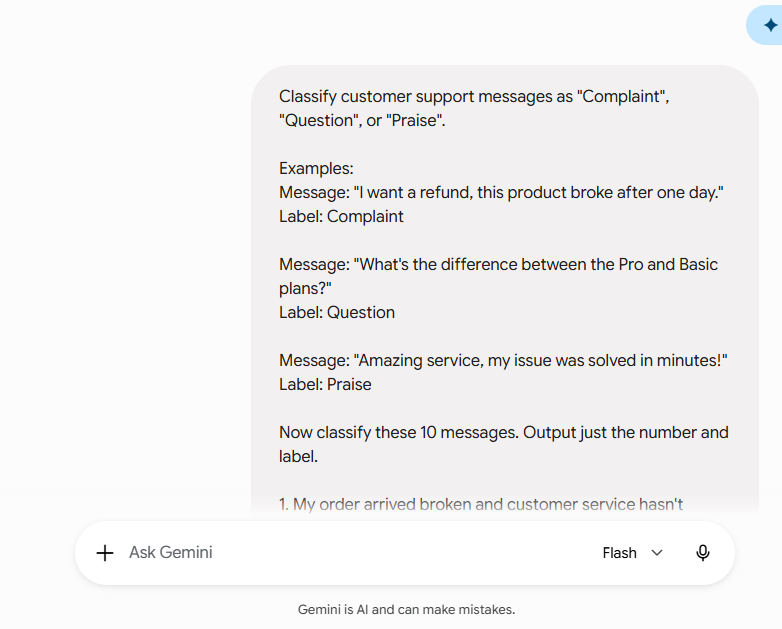 Classify customer support messages as "Complaint",
"Question", or "Praise".
Examples:
Message: "I want a refund, this product broke after one day."
Label: Complaint
Message: "What's the difference between the Pro and Basic
plans?"
Label: Question
Message: "Amazing service, my issue was solved in minutes!"
Label: Praise
Now classify these 10 messages. Output just the number and
label.
1. My order arrived broken and customer service hasn't
Ask Gemini
Flash
Gemini is AI and can make mistakes.